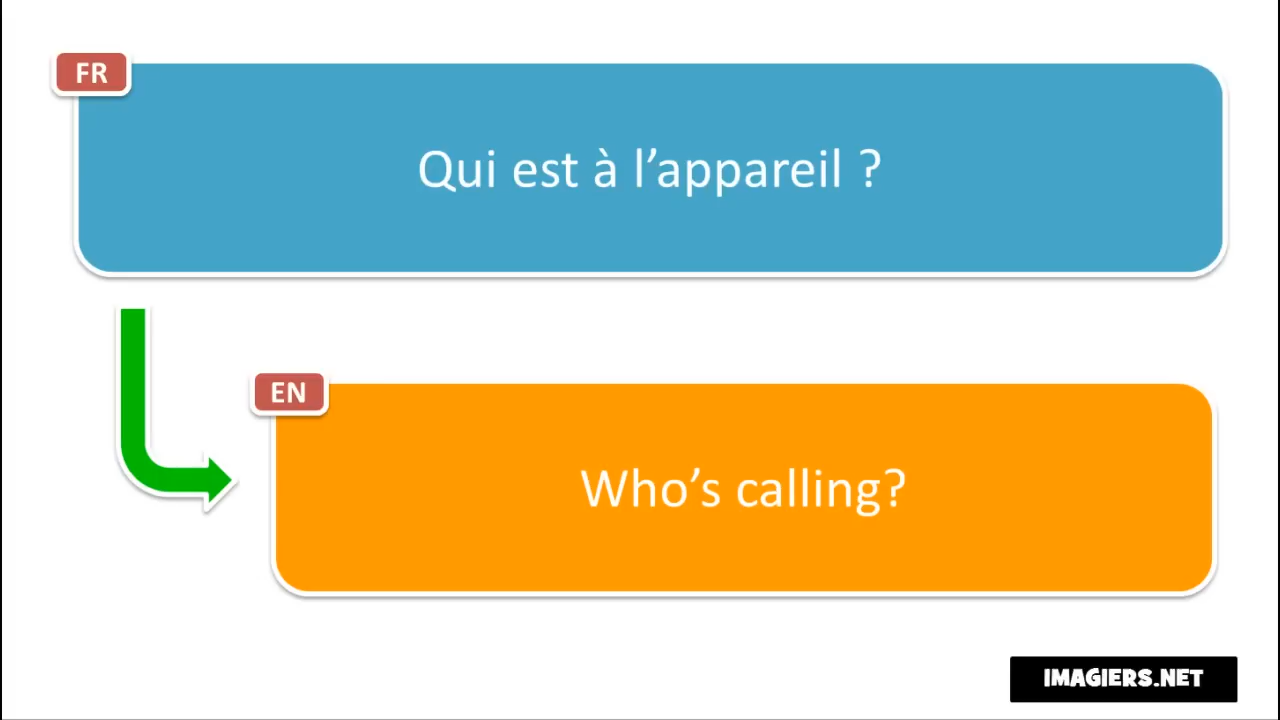 FR
Qui est à l’appareil ?
EN
Who’s calling?
IMAGIERS.NET